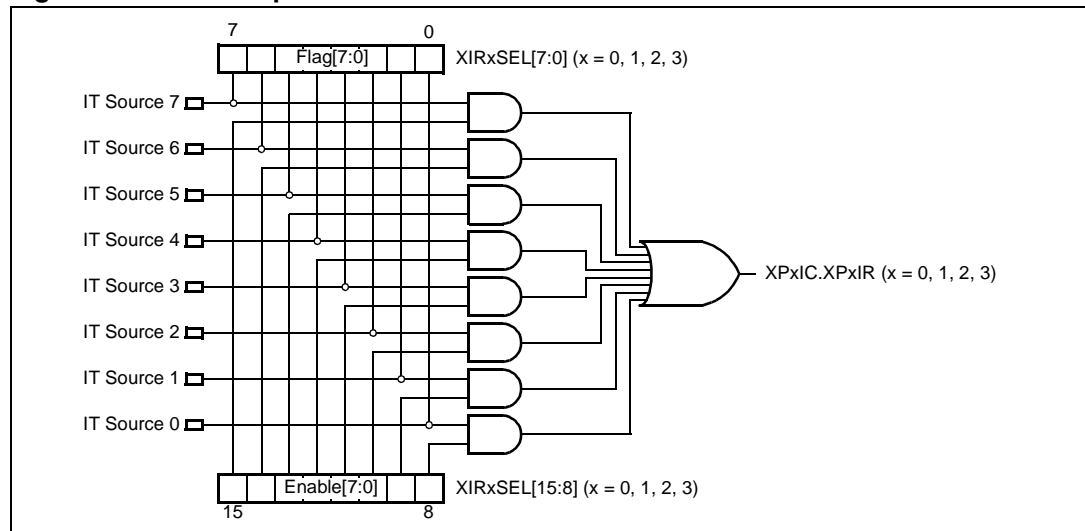 7 0
Flag[7:0] XIRxSEL[7:0] (x = 0, 1, 2, 3)
IT Source 7
IT Source 6
IT Source 5
IT Source 4
IT Source 3
XPxIC.XPxIR (x = 0, 1, 2, 3)
IT Source 2
IT Source 1
IT Source 0
Enable[7:0] XIRxSEL[15:8] (x = 0, 1, 2, 3)
15 8